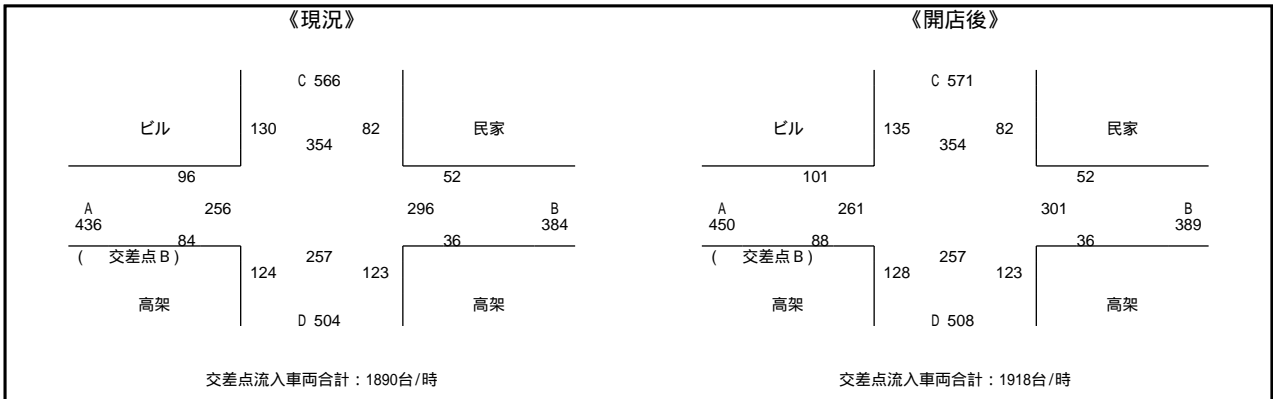 《現況》
C 566
ビル
130
82
民家
354
96
52
A
256
296
B
436
384
84
36
( 交差点B)
257
124
123
高架
高架
D 504
交差点流入車両合計：1890台/時
《開店後》
C 571
ビル
135
82
民家
354
101
52
A
261
301
B
450
389
88
36
( 交差点B)
257
128
123
高架
高架
D 508
交差点流入車両合計：1918台/時